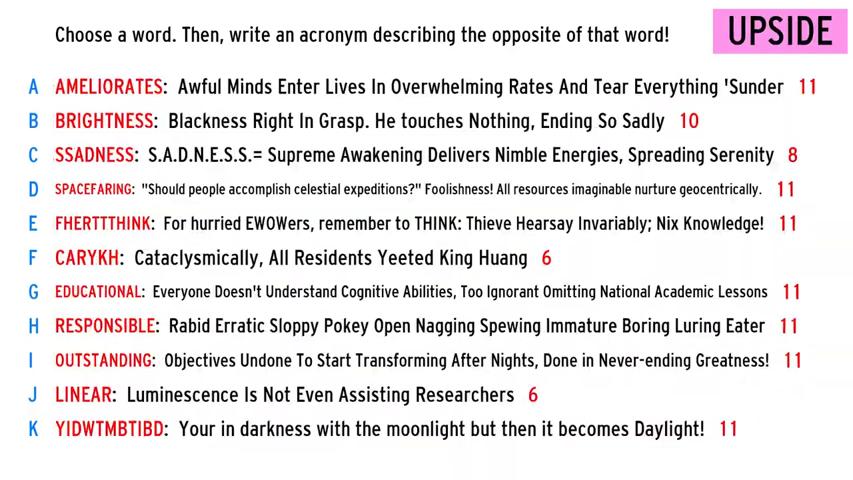 Choose a word. Then, write an acronym describing the opposite of that word!
UPSIDE
A AMELIORATES: Awful Minds Enter Lives In Overwhelming Rates And Tear Everything 'Sunder 11
B BRIGHTNESS: Blackness Right In Grasp. He touches Nothing, Ending So Sadly 10
C SSADNESS: S.A.D.N.E.S.S.= Supreme Awakening Delivers Nimble Energies, Spreading Serenity 8
D SPACEFARING: "Should people accomplish celestial expeditions?" Foolishness! All resources imaginable nurture geocentrically. 11
E FHERTTTHINK: For hurried EWOWers, remember to THINK: Thieve Hearsay Invariably; Nix Knowledge! 11
F CARYKH: Cataclysmically, All Residents Yeeted King Huang 6
G EDUCATIONAL: Everyone Doesn't Understand Cognitive Abilities, Too Ignorant Omitting National Academic Lessons 11
H RESPONSIBLE: Rabid Erratic Sloppy Pokey Open Nagging Spewing Immature Boring Luring Eater 11
I OUTSTANDING: Objectives Undone To Start Transforming After Nights, Done in Never-ending Greatness! 11
J LINEAR: Luminescence Is Not Even Assisting Researchers 6
K YIDWTMBTIBD: Your in darkness with the moonlight but then it becomes Daylight! 11